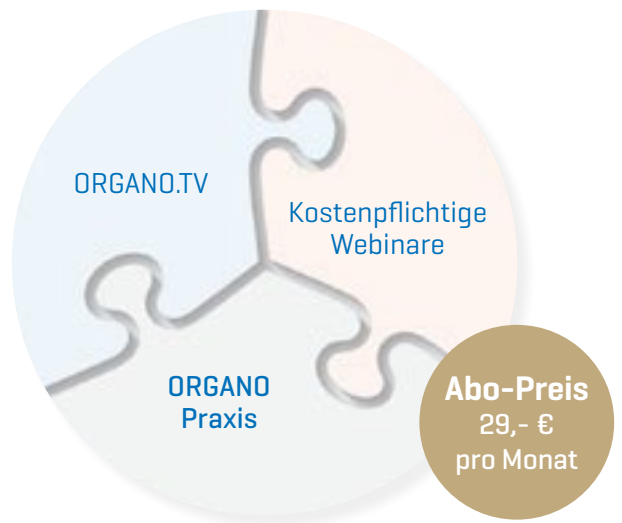 ORGANO.TV
Kostenpflichtige
Webinare
ORGANO
Praxis
Abo-Preis
29,- €
pro Monat